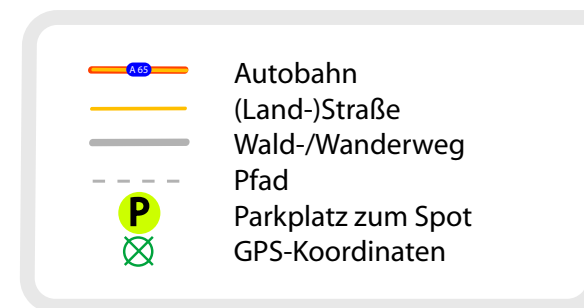 A 65 Autobahn
(Land-)Straße
Wald-/Wanderweg
Pfad
P Parkplatz zum Spot
GPS-Koordinaten